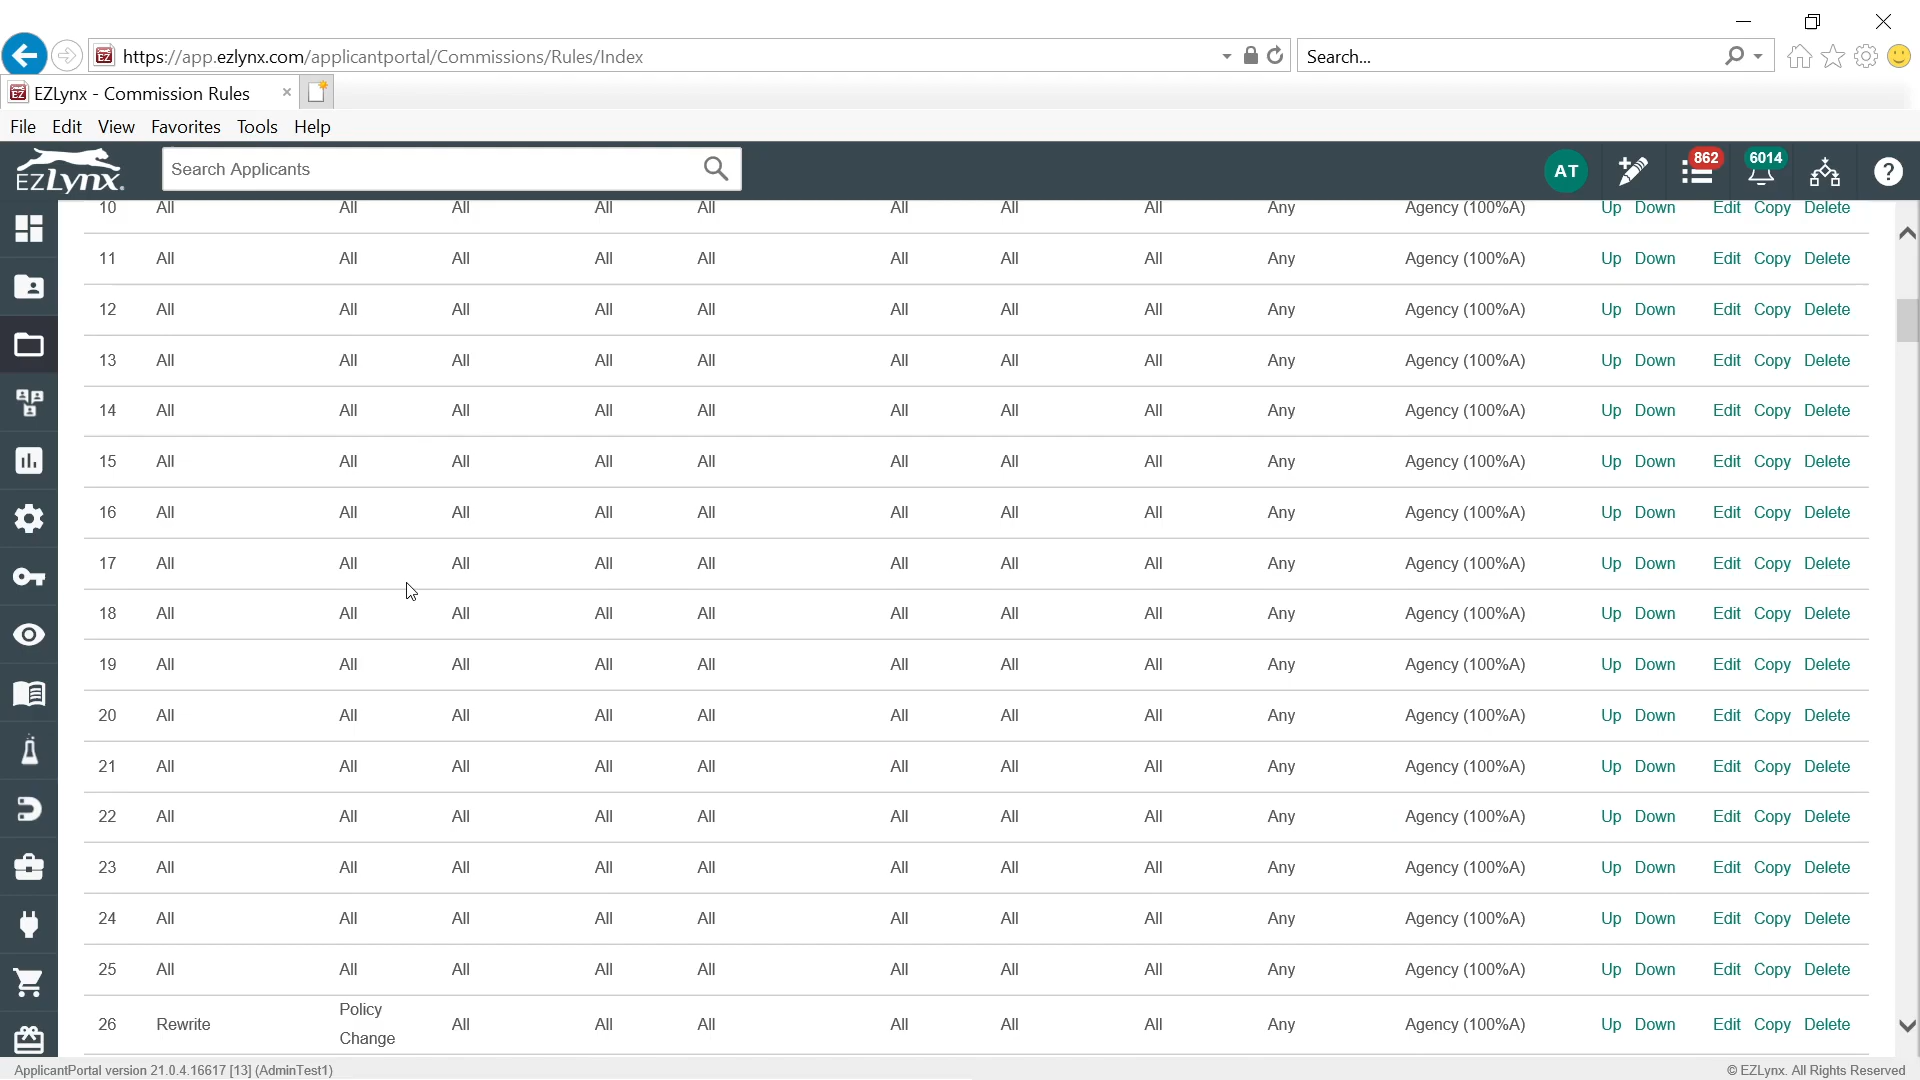 https://app.ezlynx.com/applicantportal/Commissions/Rules/Index
Search...
EZ EZLynx - Commission Rules
File Edit View Favorites Tools Help
EZLynx
Search Applicants
AT
862
6014
?
10 All All All All All All All All Any Agency (100%A) Up Down Edit Copy Delete
11 All All All All All All All All Any Agency (100%A) Up Down Edit Copy Delete
12 All All All All All All All All Any Agency (100%A) Up Down Edit Copy Delete
13 All All All All All All All All Any Agency (100%A) Up Down Edit Copy Delete
14 All All All All All All All All Any Agency (100%A) Up Down Edit Copy Delete
15 All All All All All All All All Any Agency (100%A) Up Down Edit Copy Delete
16 All All All All All All All All Any Agency (100%A) Up Down Edit Copy Delete
17 All All All All All All All All Any Agency (100%A) Up Down Edit Copy Delete
18 All All All All All All All All Any Agency (100%A) Up Down Edit Copy Delete
19 All All All All All All All All Any Agency (100%A) Up Down Edit Copy Delete
20 All All All All All All All All Any Agency (100%A) Up Down Edit Copy Delete
21 All All All All All All All All Any Agency (100%A) Up Down Edit Copy Delete
22 All All All All All All All All Any Agency (100%A) Up Down Edit Copy Delete
23 All All All All All All All All Any Agency (100%A) Up Down Edit Copy Delete
24 All All All All All All All All Any Agency (100%A) Up Down Edit Copy Delete
25 All All All All All All All All Any Agency (100%A) Up Down Edit Copy Delete
26 Rewrite Policy Change All All All All All All Any Agency (100%A) Up Down Edit Copy Delete
ApplicantPortal version 21.0.4.16617 [13] (AdminTest1)
© EZLynx. All Rights Reserved